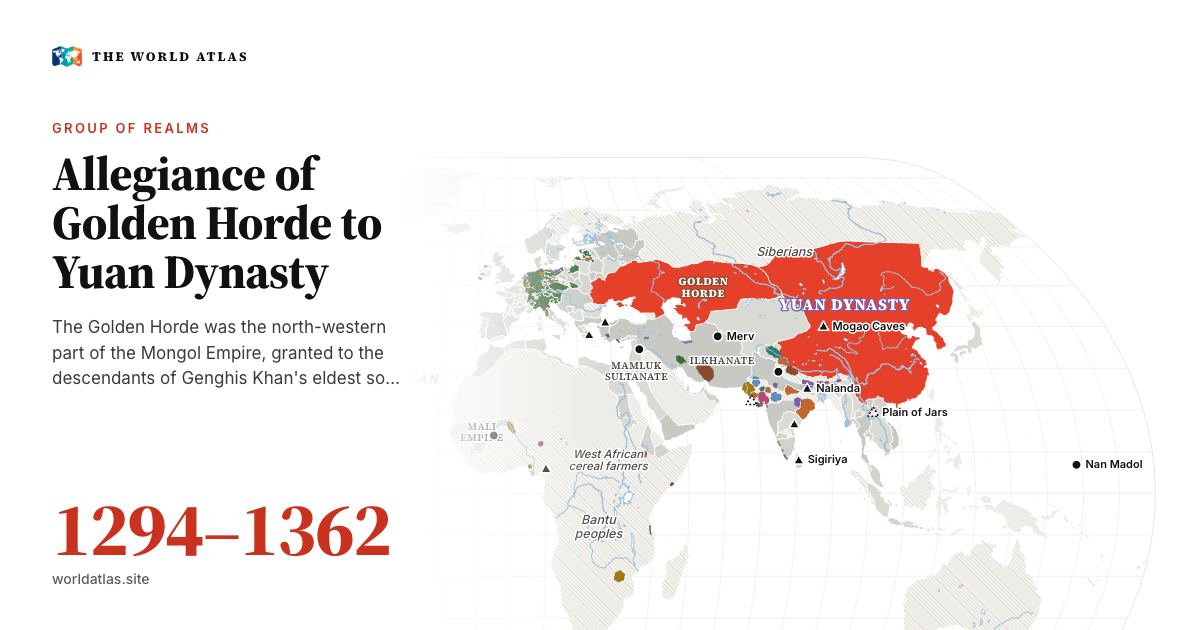 THE WORLD ATLAS
GROUP OF REALMS
Allegiance of
Golden Horde to
Yuan Dynasty
The Golden Horde was the north-western
part of the Mongol Empire, granted to the
descendants of Genghis Khan's eldest so...
1294–1362
worldatlas.site
Siberians
GOLDEN
HORDE
YUAN DYNASTY
Mogao Caves
Merv
ILKHANATE
MAMLUK
SULTANATE
EAN
Nalanda
Plain of Jars
MALI
EMPIRE
West African
cereal farmers
Sigiriya
Nan Madol
Bantu
peoples